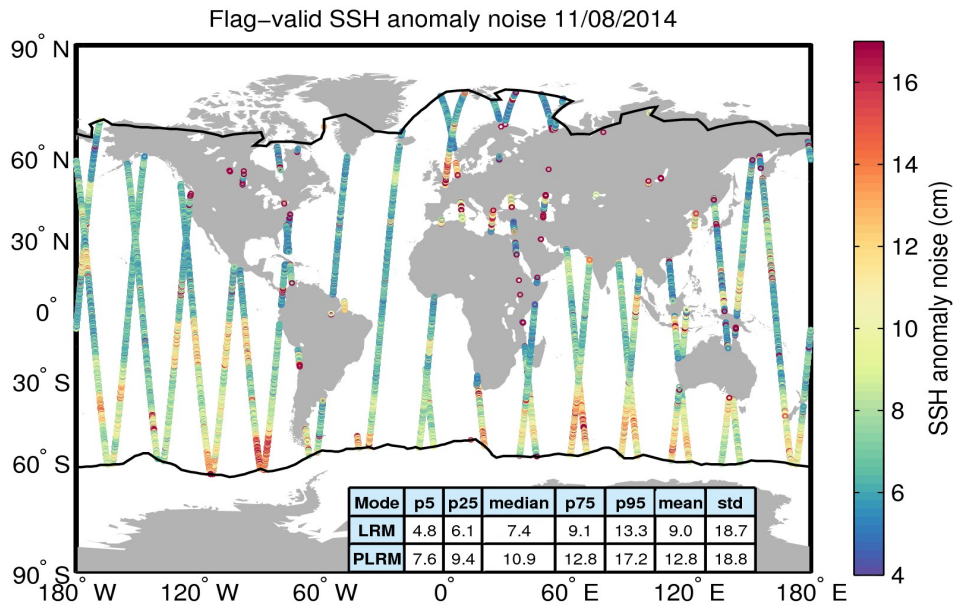 Flag−valid SSH anomaly noise 11/08/2014
90° N
60° N
30° N
0°
30° S
60° S
90° S
180° W
120° W
60° W
0°
60° E
120° E
180° E
Mode p5 p25 median p75 p95 mean std
LRM 4.8 6.1 7.4 9.1 13.3 9.0 18.7
PLRM 7.6 9.4 10.9 12.8 17.2 12.8 18.8
16
14
12
10
8
6
4
SSH anomaly noise (cm)